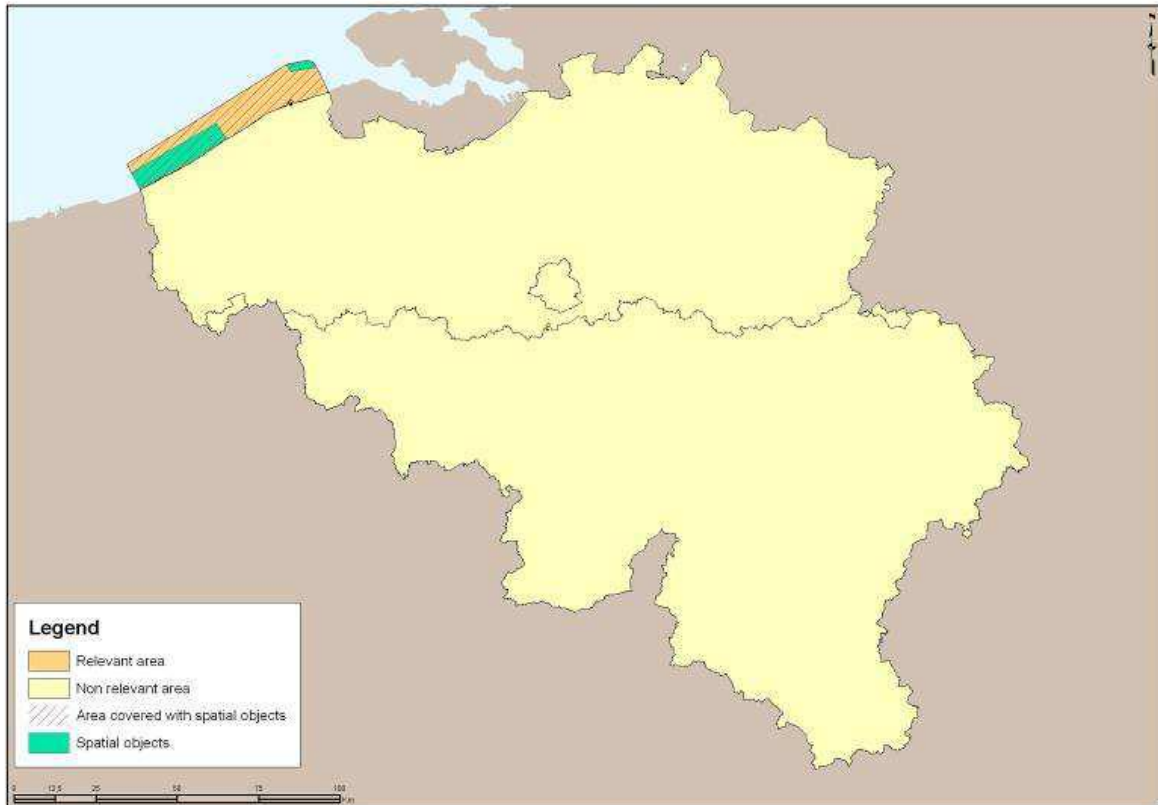 N
Legend
Relevant area
Non relevant area
Area covered with spatial objects
Spatial objects
0 12,5 25 50 75 100
Km